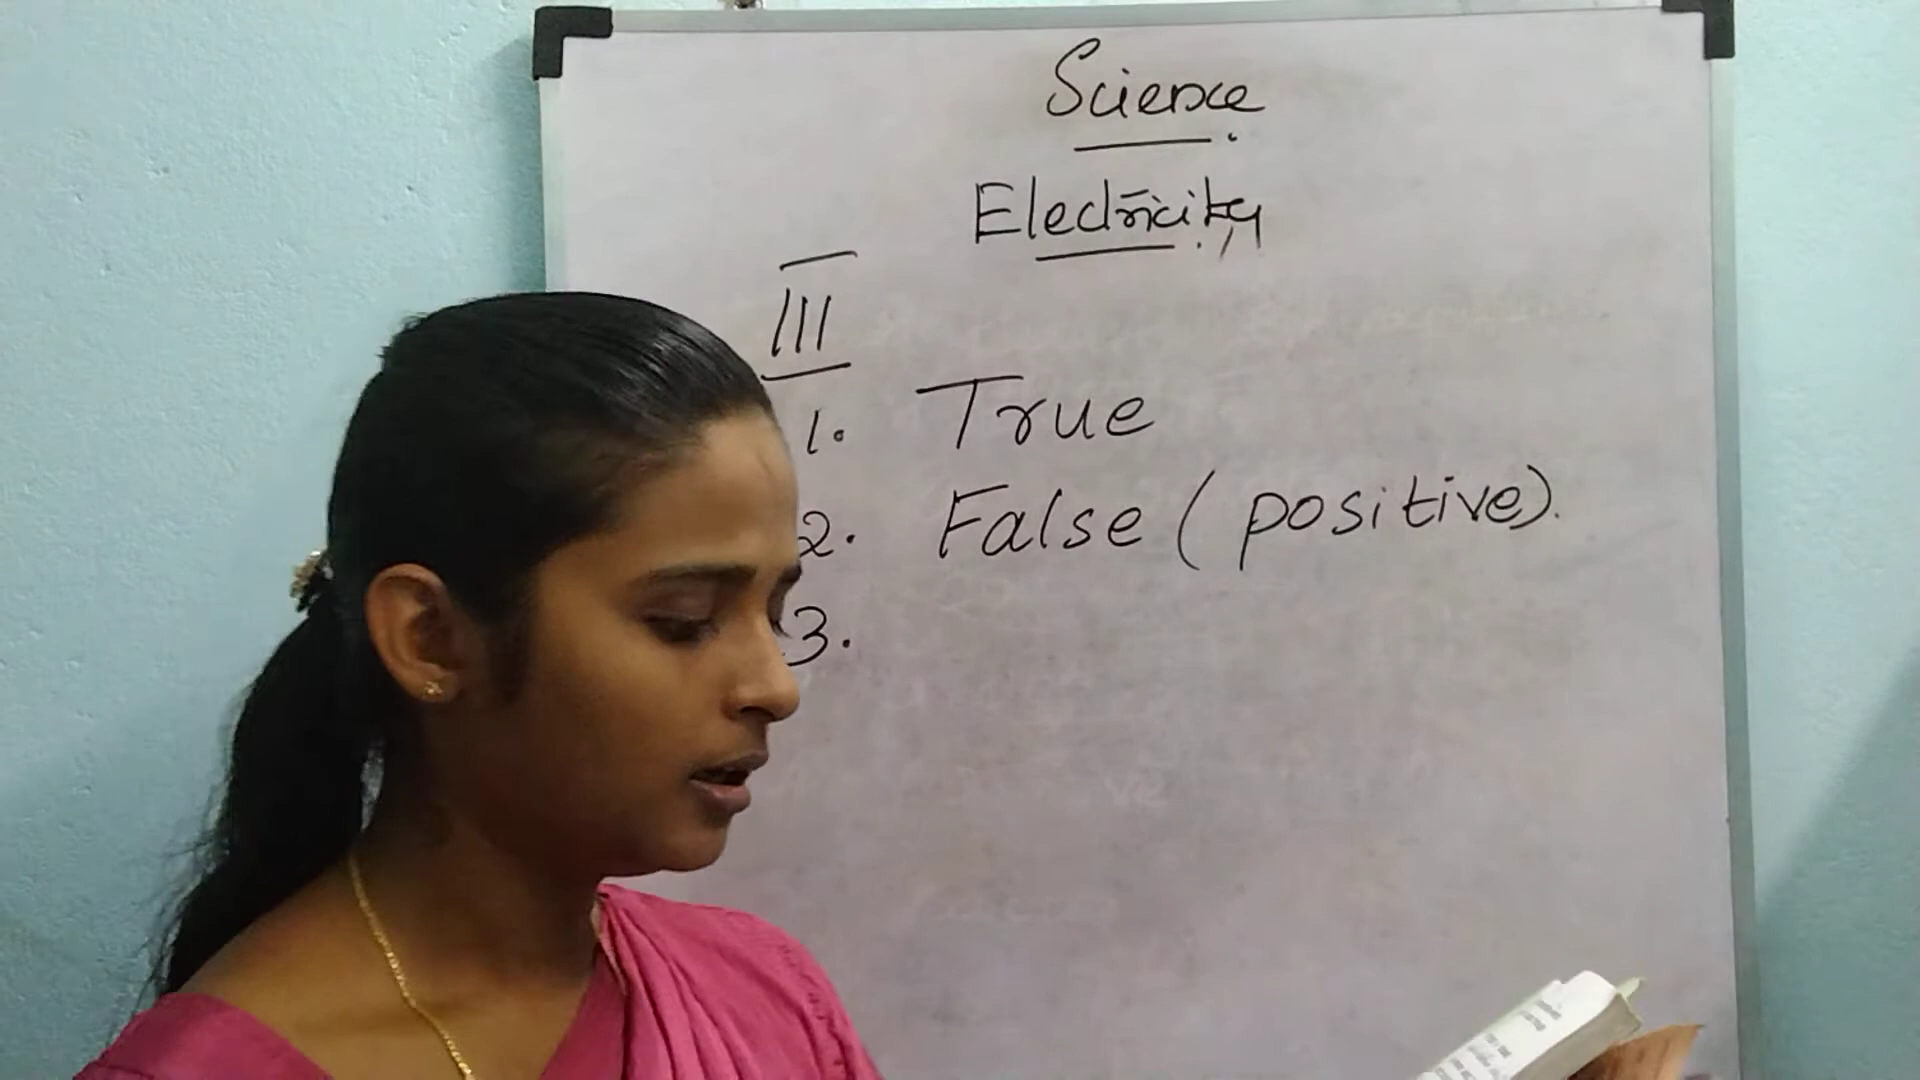 Science
Electricity
III
1. True
2. False (positive).
3.